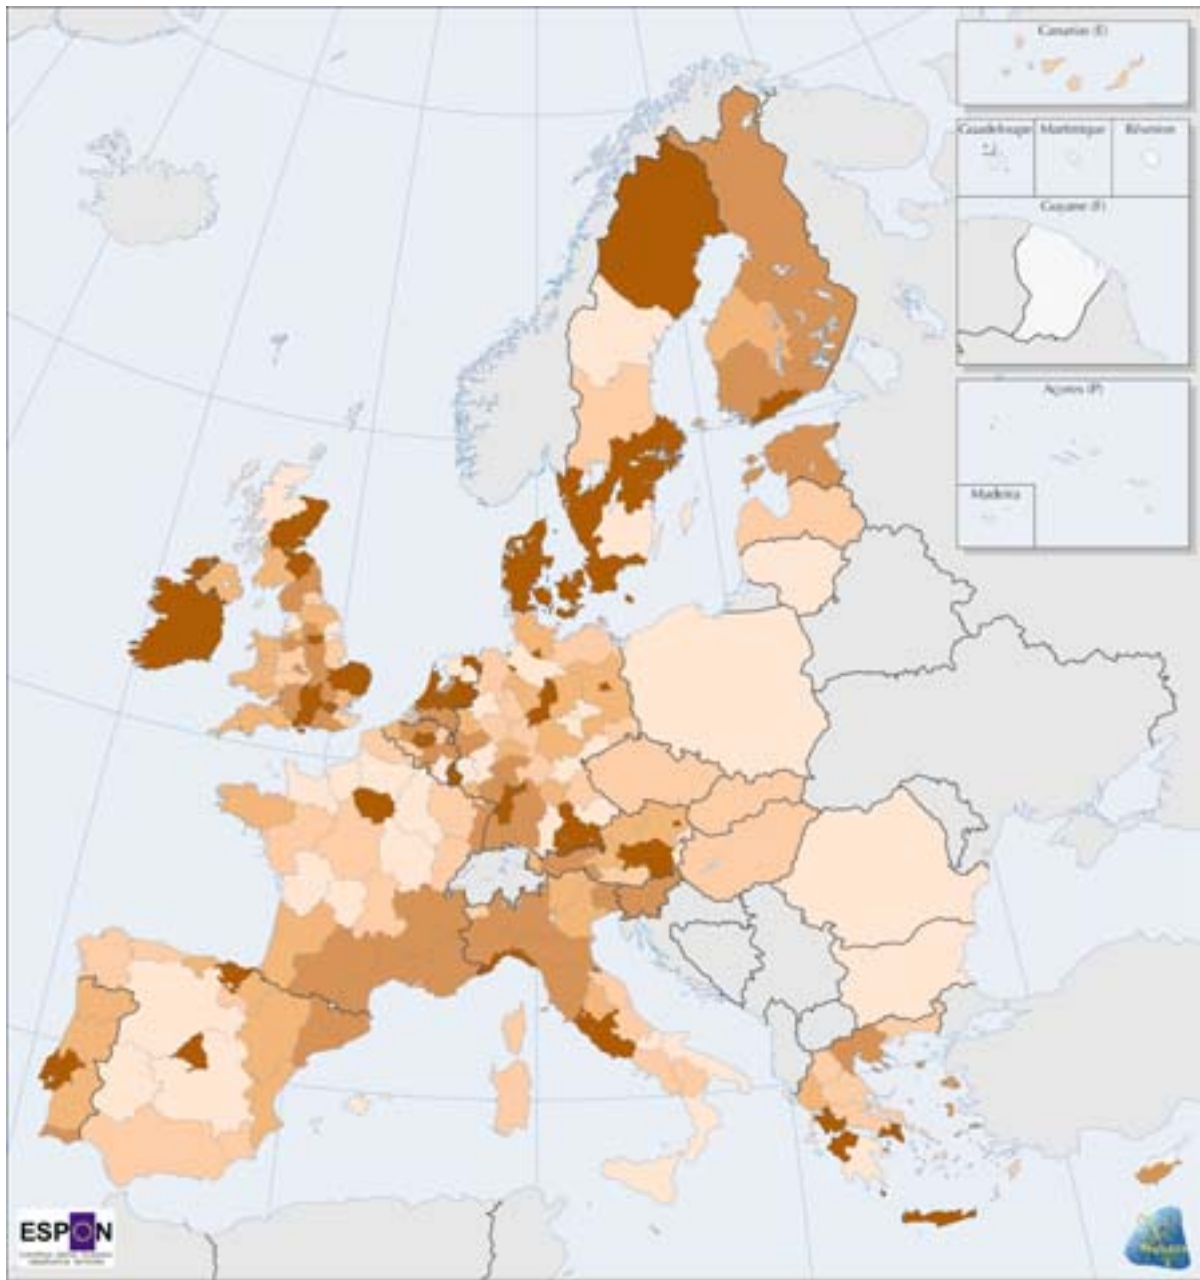 Canarias (E)
Guadeloupe
Martinique
Réunion
Guyane (F)
Açores (P)
Madeira
ESPON